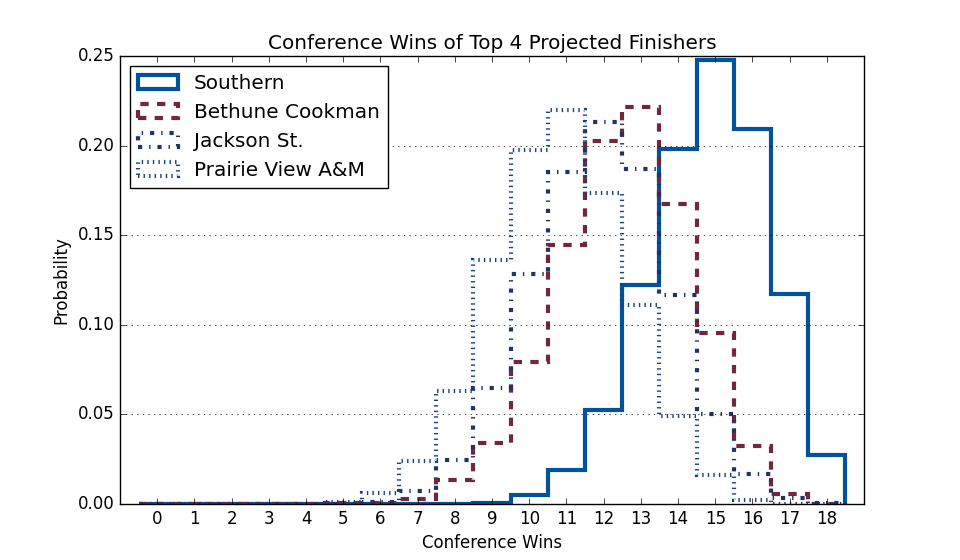 Conference Wins of Top 4 Projected Finishers
0.25
0.20
0.15
0.10
0.05
0.00
Probability
Southern
Bethune Cookman
Jackson St.
Prairie View A&M
0 1 2 3 4 5 6 7 8 9 10 11 12 13 14 15 16 17 18
Conference Wins